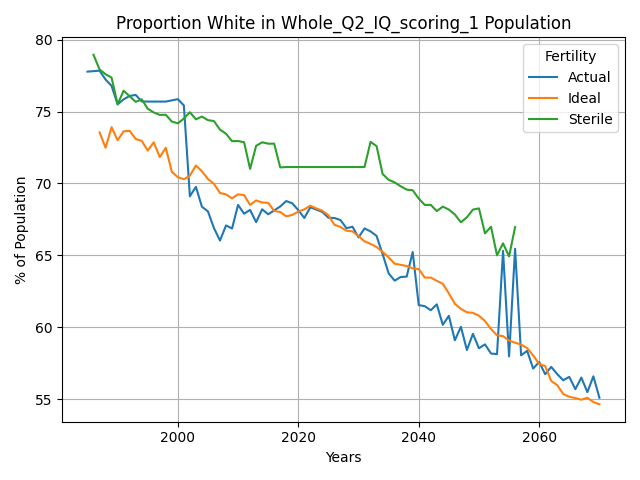 Proportion White in Whole_Q2_IQ_scoring_1 Population
80
75
70
65
60
55
% of Population
Fertility
Actual
Ideal
Sterile
2000
2020
2040
2060
Years